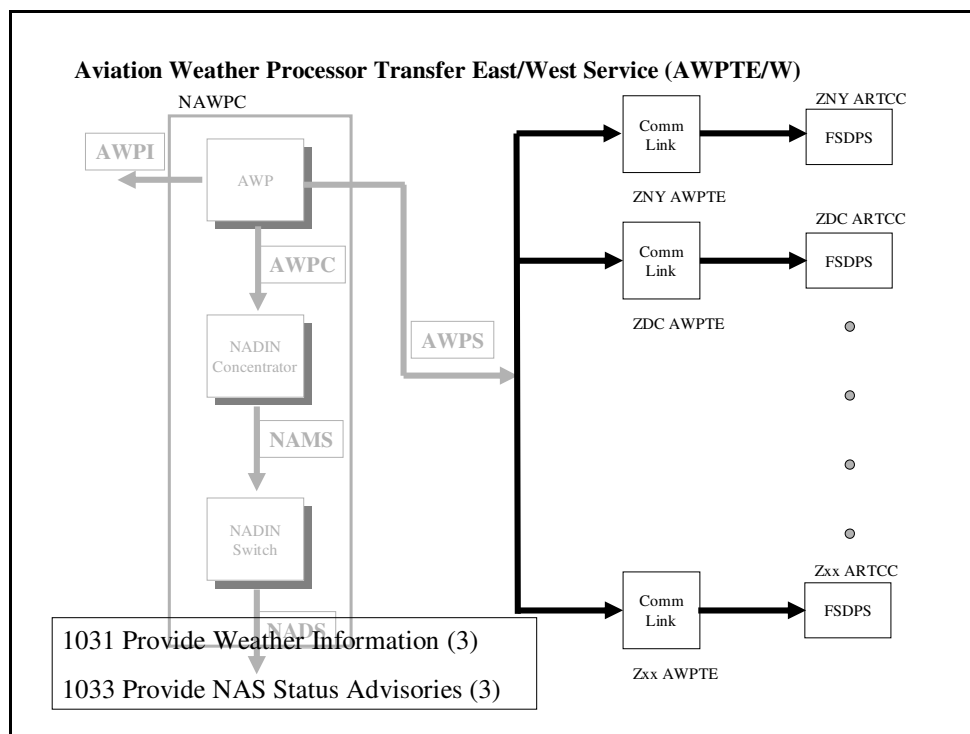 Aviation Weather Processor Transfer East/West Service (AWPTE/W)
NAWPC
AWPI
AWP
AWPC
NADIN
Concentrator
AWPS
NAMS
NADIN
Switch
NADS
1031 Provide Weather Information (3)
1033 Provide NAS Status Advisories (3)
Comm
Link
ZNY AWPTE
ZNY ARTCC
FSDPS
Comm
Link
ZDC AWPTE
ZDC ARTCC
FSDPS
Comm
Link
Zxx AWPTE
Zxx ARTCC
FSDPS